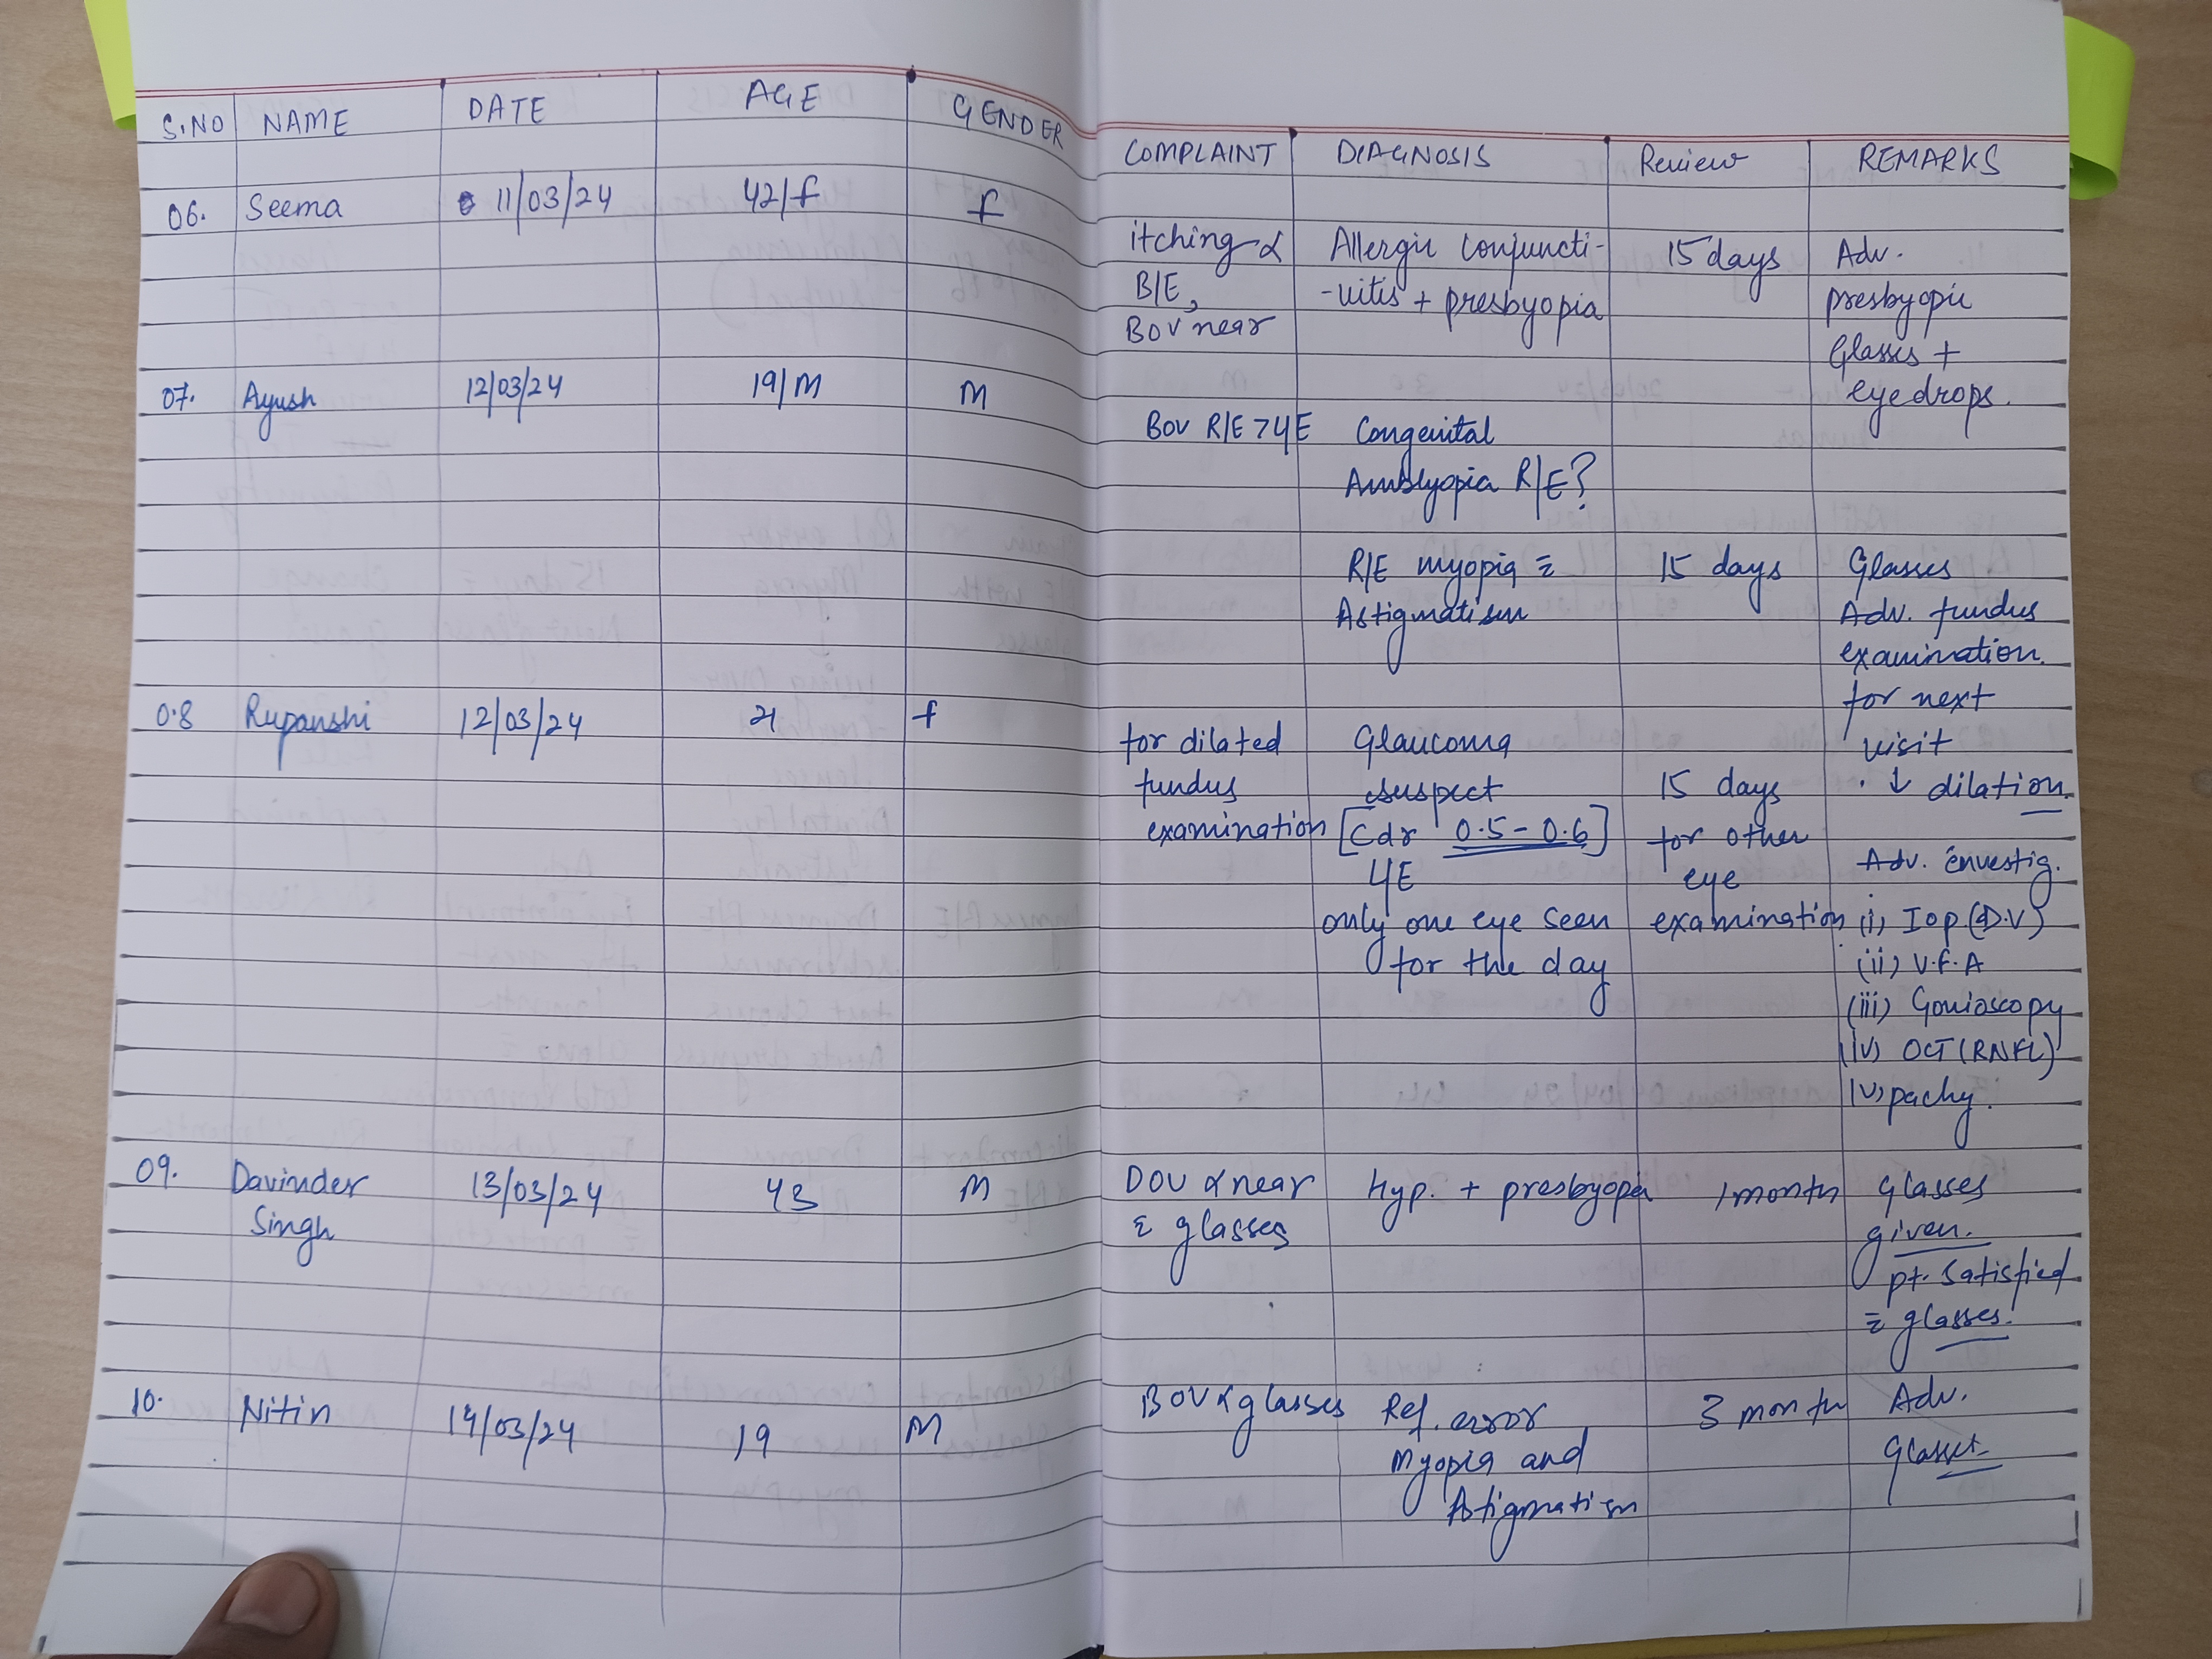 S.NO NAME DATE AGE GENDER COMPLAINT DIAGNOSIS Review REMARKS
06. Seema 11/03/24 42/f f
itching & Allergic conjuncti- 15 days Adv.
B/E, -vitis + presbyopia presbyopic
BOV near Glasses +
eyedrops.
07. Ayush 12/03/24 19/M M
BOV R/E > L/E Congenital
Amblyopia R/E?
R/E myopia c̄ 15 days Glasses
Astigmatism Adv. fundus
examination.
for next
visit
↓ dilation.
0.8 Rupanshi 12/03/24 21 f
for dilated Glaucoma
fundus suspect 15 days
examination [Cdr 0.5-0.6] for other
L/E eye Adv. investig.
only one eye seen examination (i) Iop (D.V)
for the day (ii) V.F.A
(iii) Gonioscopy
(iv) OCT (RNFL)
(v) pachy.
09. Davinder 13/03/24 43 M DOV & near Hyp. + presbyopia 1 month Glasses
Singh c̄ glasses given.
pt. satisfied
c̄ glasses.
10. Nitin 14/03/24 19 M BOV & glasses Ref. error 3 month Adv.
Myopia and Glasses
Astigmatism